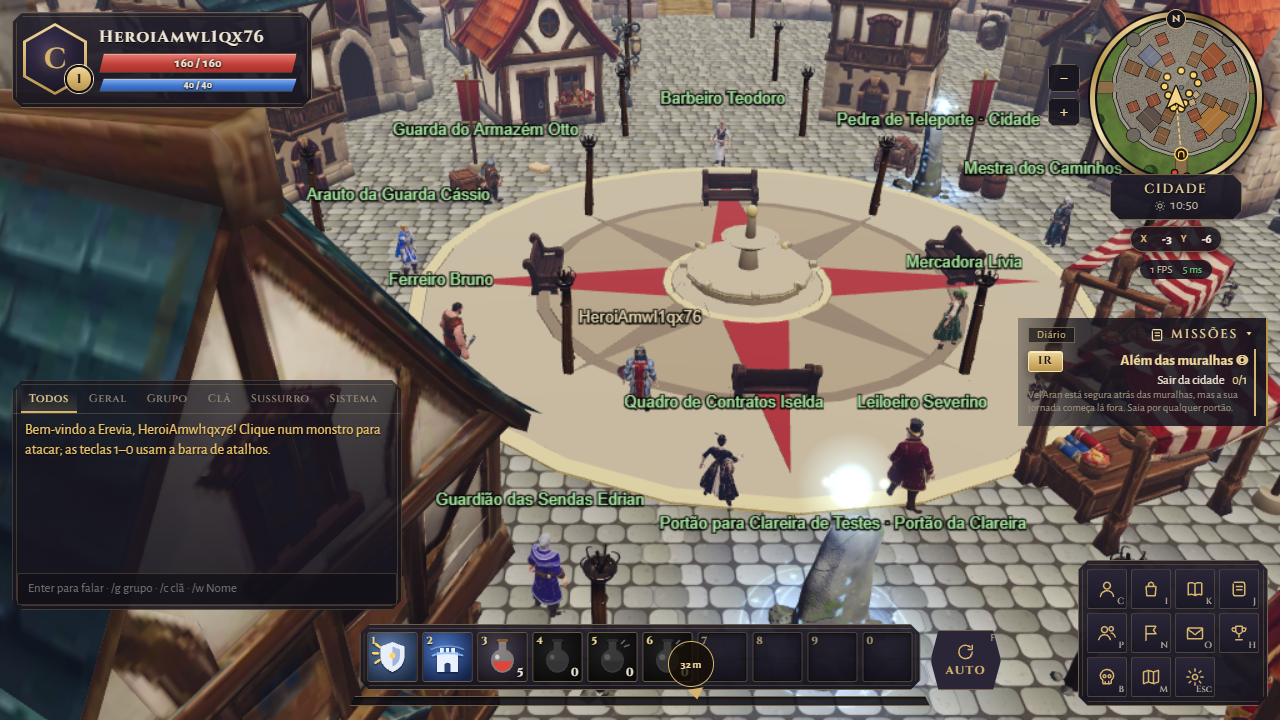 HeroiAmwl1qx76
C
1
160 / 160
40 / 40
Barbeiro Teodoro
Guarda do Armazém Otto
Pedra de Teleporte - Cidade
Mestra dos Caminhos
Arauto da Guarda Cássio
Ferreiro Bruno
Mercadora Lívia
HeroiAmwl1qx76
Quadro de Contratos Iselda
Leiloeiro Severino
Guardião das Sendas Edrian
Portão para Clareira de Testes - Portão da Clareira
N
−
+
CIDADE
10:50
X -3 Y -6
1 FPS 5 ms
Diário
MISSÕES
IR
Além das muralhas
Sair da cidade 0/1
Vel'Aran está segura atrás das muralhas, mas a sua
jornada começa lá fora. Saia por qualquer portão.
TODOS GERAL GRUPO CLÃ SUSSURRO SISTEMA
Bem-vindo a Erevia, HeroiAmwl1qx76! Clique num monstro para
atacar; as teclas 1–0 usam a barra de atalhos.
Enter para falar · /g grupo · /c clã · /w Nome
1 2 3 4 5 6 7 8 9 0
5 0 0
32 m
F
AUTO
C I K J
P N O H
B M ESC